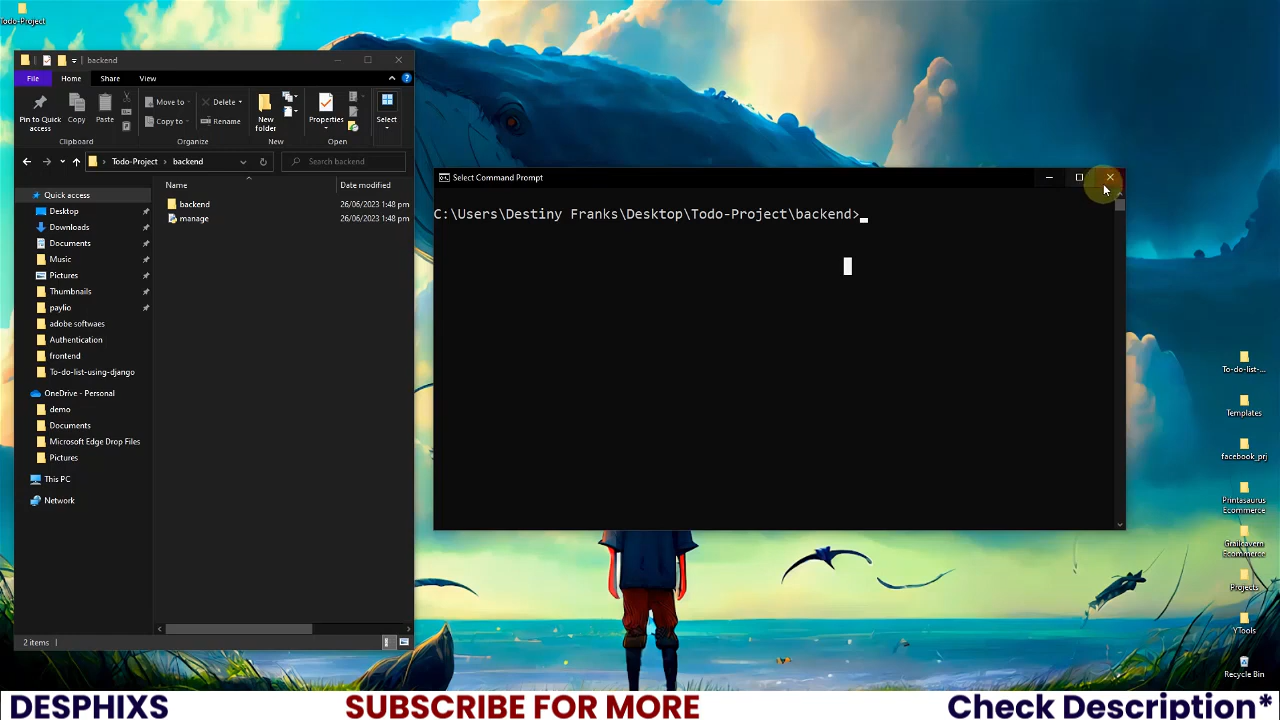 Todo-Project
backend
File
Home
Share
View
Pin to Quick
access
Copy
Paste
Move to
Copy to
Delete
Rename
New
folder
Properties
Select
Clipboard
Organize
New
Open
Todo-Project
backend
Search backend
Name
Date modified
backend
26/06/2023 1:48 pm
manage
26/06/2023 1:48 pm
Quick access
Desktop
Downloads
Documents
Music
Pictures
Thumbnails
paylio
adobe softwaes
Authentication
frontend
To-do-list-using-django
OneDrive - Personal
demo
Documents
Microsoft Edge Drop Files
Pictures
This PC
Network
2 items
Select Command Prompt
C:\Users\Destiny Franks\Desktop\Todo-Project\backend>
To-do-list-...
Templates
facebook_prj
Printasaurus
Ecommerce
Ecommerce
Projects
YTools
Recycle Bin
DESPHIXS
SUBSCRIBE FOR MORE
Check Description*